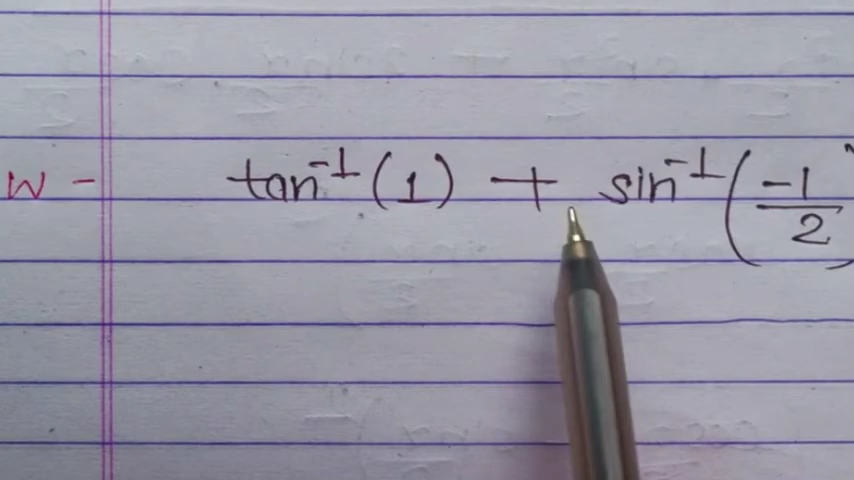 W - tan⁻¹(1) + sin⁻¹(-1/2)